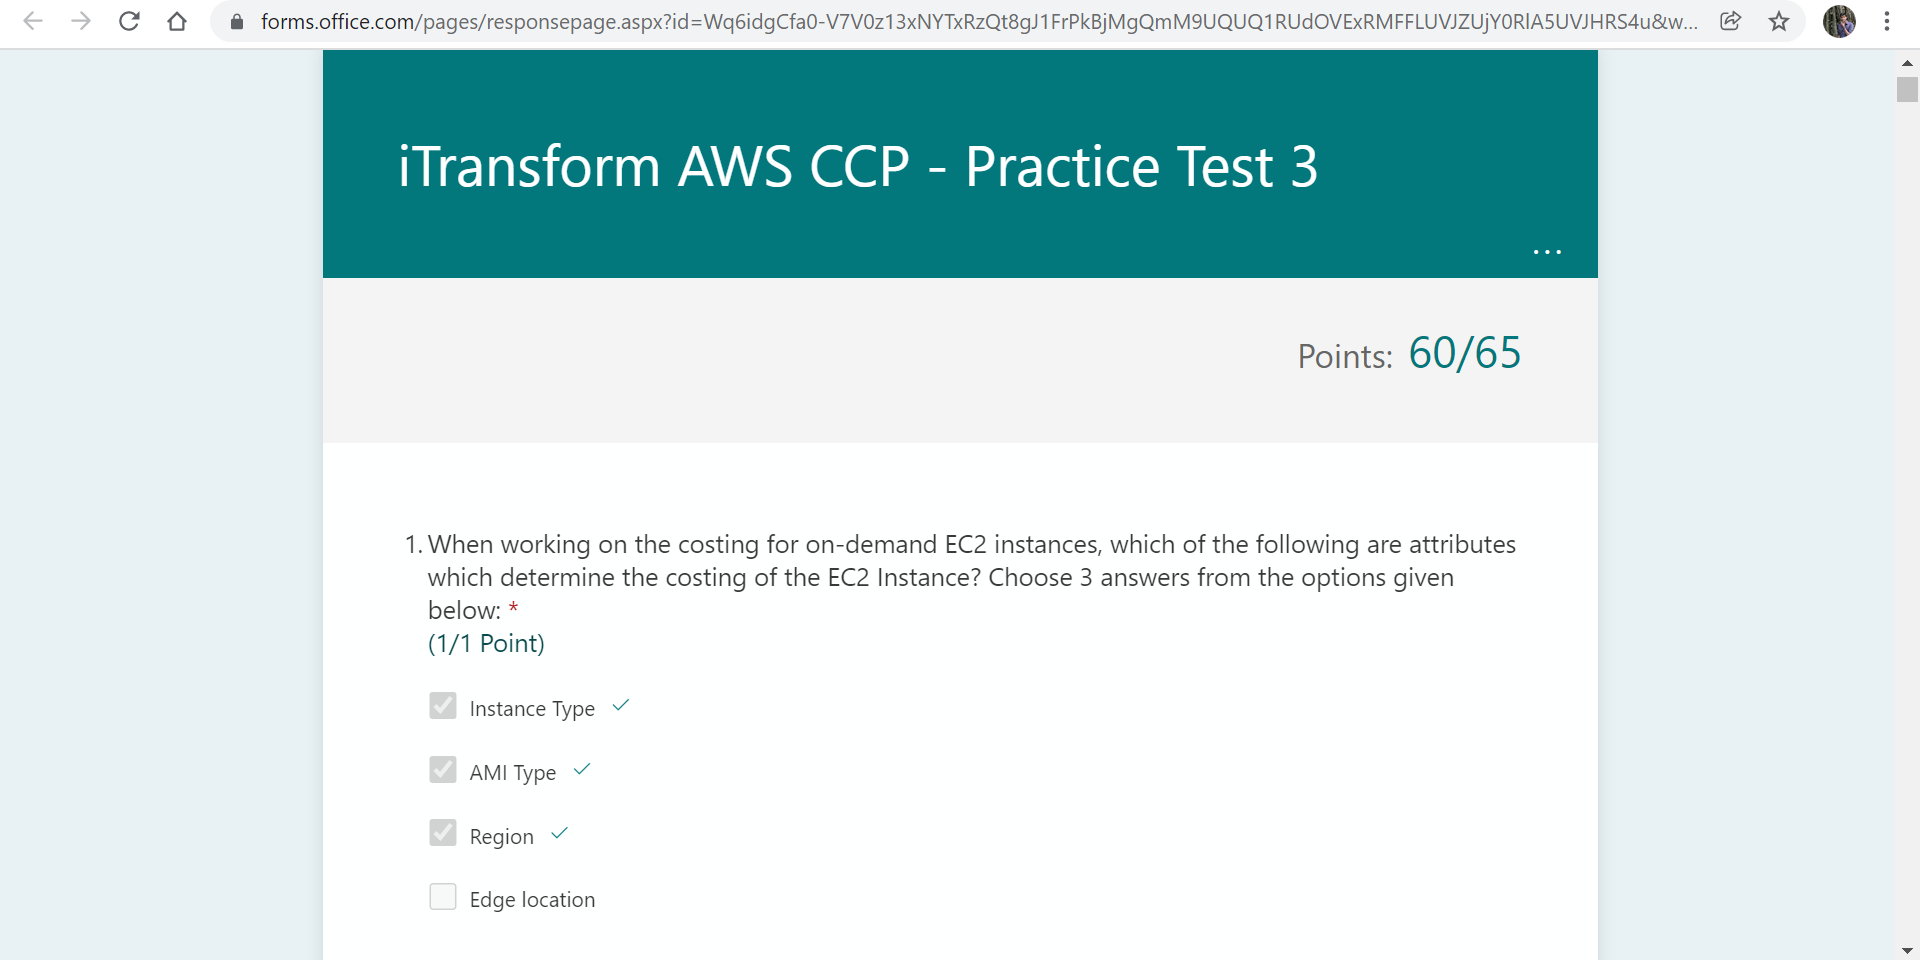 forms.office.com/pages/responsepage.aspx?id=Wq6idgCfa0-V7V0z13xNYTxRzQt8gJ1FrPkBjMgQmM9UQUQ1RUdOVExRMFFLUVJZUjY0RlA5UVJHRS4u&w...
iTransform AWS CCP - Practice Test 3
...
Points: 60/65
1. When working on the costing for on-demand EC2 instances, which of the following are attributes
which determine the costing of the EC2 Instance? Choose 3 answers from the options given
below: *
(1/1 Point)
Instance Type
AMI Type
Region
Edge location